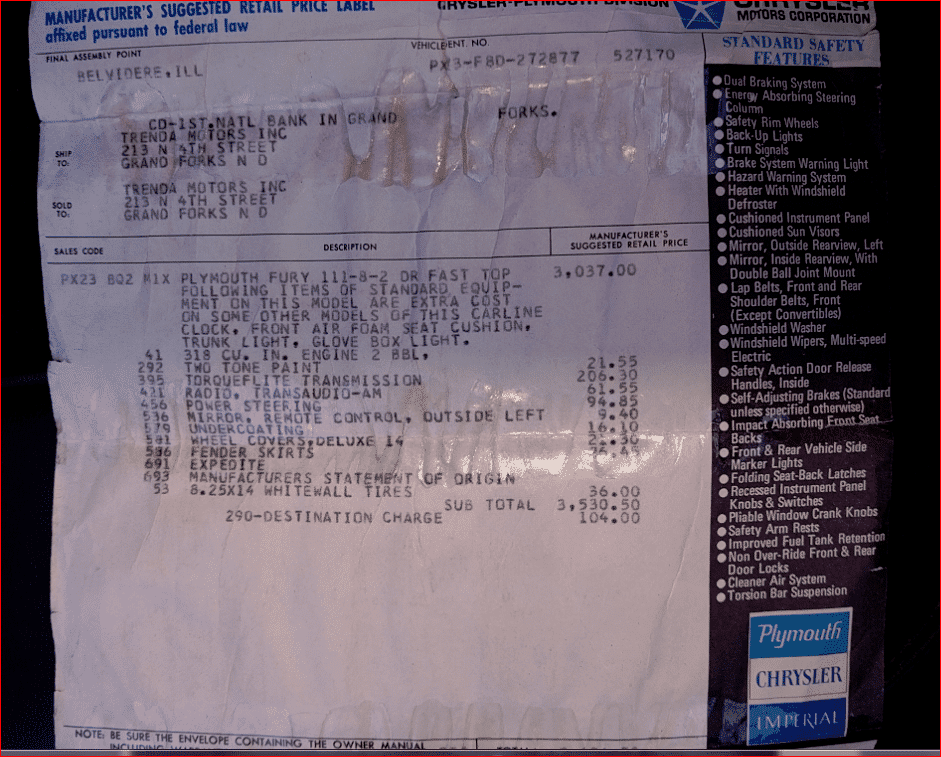 MANUFACTURER'S SUGGESTED RETAIL PRICE LABEL
affixed pursuant to federal law
CHRYSLER-PLYMOUTH DIVISION
CHRYSLER
MOTORS CORPORATION
FINAL ASSEMBLY POINT
BELVIDERE, ILL
VEHICLE IDENT. NO.
PX3-F8D-272877 527170
CD-1ST.NATL BANK IN GRAND FORKS.
SHIP TO:
TRENDA MOTORS INC
213 N 4TH STREET
GRAND FORKS N D
SOLD TO:
TRENDA MOTORS INC
213 N 4TH STREET
GRAND FORKS N D
SALES CODE DESCRIPTION MANUFACTURER'S SUGGESTED RETAIL PRICE
PX23 BQ2 M1X PLYMOUTH FURY 111-8-2 DR FAST TOP 3,037.00
FOLLOWING ITEMS OF STANDARD EQUIP-
MENT ON THIS MODEL ARE EXTRA COST
ON SOME OTHER MODELS OF THIS CARLINE
CLOCK, FRONT AIR FOAM SEAT CUSHION,
TRUNK LIGHT, GLOVE BOX LIGHT.
41 318 CU. IN. ENGINE 2 BBL,
292 TWO TONE PAINT 21.55
395 TORQUEFLITE TRANSMISSION 206.30
421 RADIO, TRANSAUDIO-AM 61.55
456 POWER STEERING 94.85
536 MIRROR, REMOTE CONTROL, OUTSIDE LEFT 9.40
579 UNDERCOATING 16.10
581 WHEEL COVERS,DELUXE 14
586 FENDER SKIRTS
691 EXPEDITE
693 MANUFACTURERS STATEMENT OF ORIGIN
53 8.25X14 WHITEWALL TIRES 36.00
SUB TOTAL 3,530.50
290-DESTINATION CHARGE 104.00
NOTE: BE SURE THE ENVELOPE CONTAINING THE OWNER MANUAL
INCLUDING
STANDARD SAFETY
FEATURES
Dual Braking System
Energy Absorbing Steering
Column
Safety Rim Wheels
Back-Up Lights
Turn Signals
Brake System Warning Light
Hazard Warning System
Heater With Windshield
Defroster
Cushioned Instrument Panel
Cushioned Sun Visors
Mirror, Outside Rearview, Left
Mirror, Inside Rearview, With
Double Ball Joint Mount
Lap Belts, Front and Rear
Shoulder Belts, Front
(Except Convertibles)
Windshield Washer
Windshield Wipers, Multi-speed
Electric
Safety Action Door Release
Handles, Inside
Self-Adjusting Brakes (Standard
unless specified otherwise)
Impact Absorbing Front Seat
Backs
Front & Rear Vehicle Side
Marker Lights
Folding Seat-Back Latches
Recessed Instrument Panel
Knobs & Switches
Pliable Window Crank Knobs
Safety Arm Rests
Improved Fuel Tank Retention
Non Over-Ride Front & Rear
Door Locks
Cleaner Air System
Torsion Bar Suspension
Plymouth
CHRYSLER
IMPERIAL